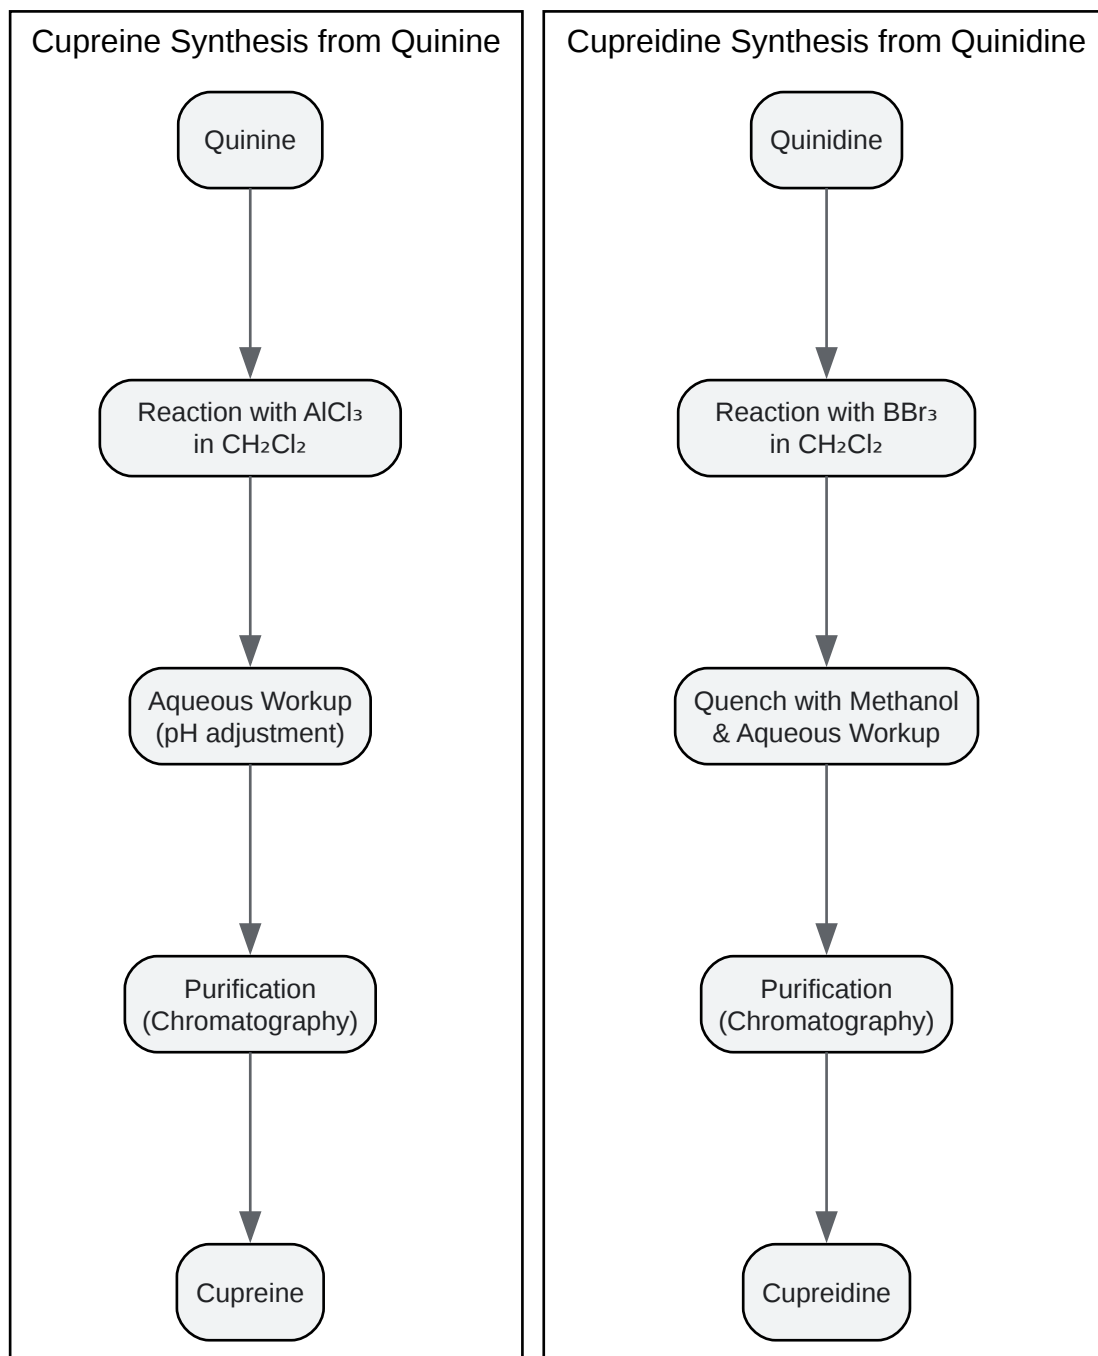 Cupreine Synthesis from Quinine
Quinine
Reaction with AlCl₃
in CH₂Cl₂
Aqueous Workup
(pH adjustment)
Purification
(Chromatography)
Cupreine
Cupreidine Synthesis from Quinidine
Quinidine
Reaction with BBr₃
in CH₂Cl₂
Quench with Methanol
& Aqueous Workup
Purification
(Chromatography)
Cupreidine